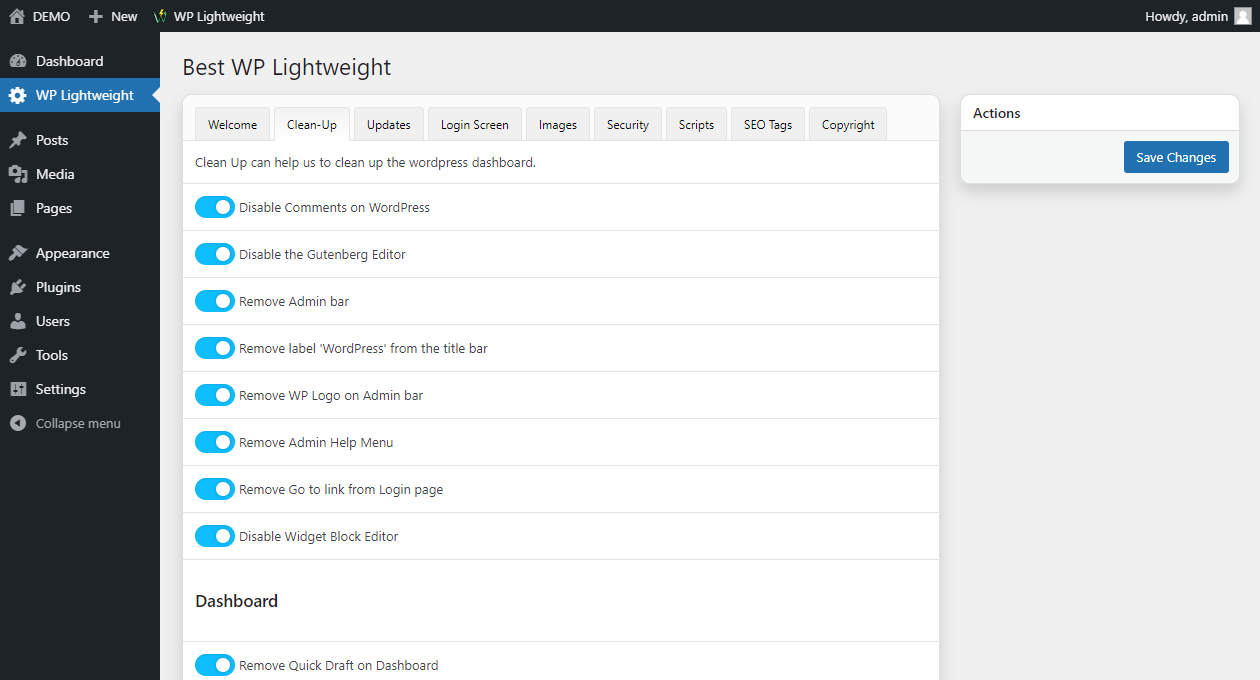 DEMO New WP Lightweight Howdy, admin
Dashboard
WP Lightweight
Posts
Media
Pages
Appearance
Plugins
Users
Tools
Settings
Collapse menu
Best WP Lightweight
Welcome Clean-Up Updates Login Screen Images Security Scripts SEO Tags Copyright
Clean Up can help us to clean up the wordpress dashboard.
Disable Comments on WordPress
Disable the Gutenberg Editor
Remove Admin bar
Remove label 'WordPress' from the title bar
Remove WP Logo on Admin bar
Remove Admin Help Menu
Remove Go to link from Login page
Disable Widget Block Editor
Dashboard
Remove Quick Draft on Dashboard
Actions
Save Changes